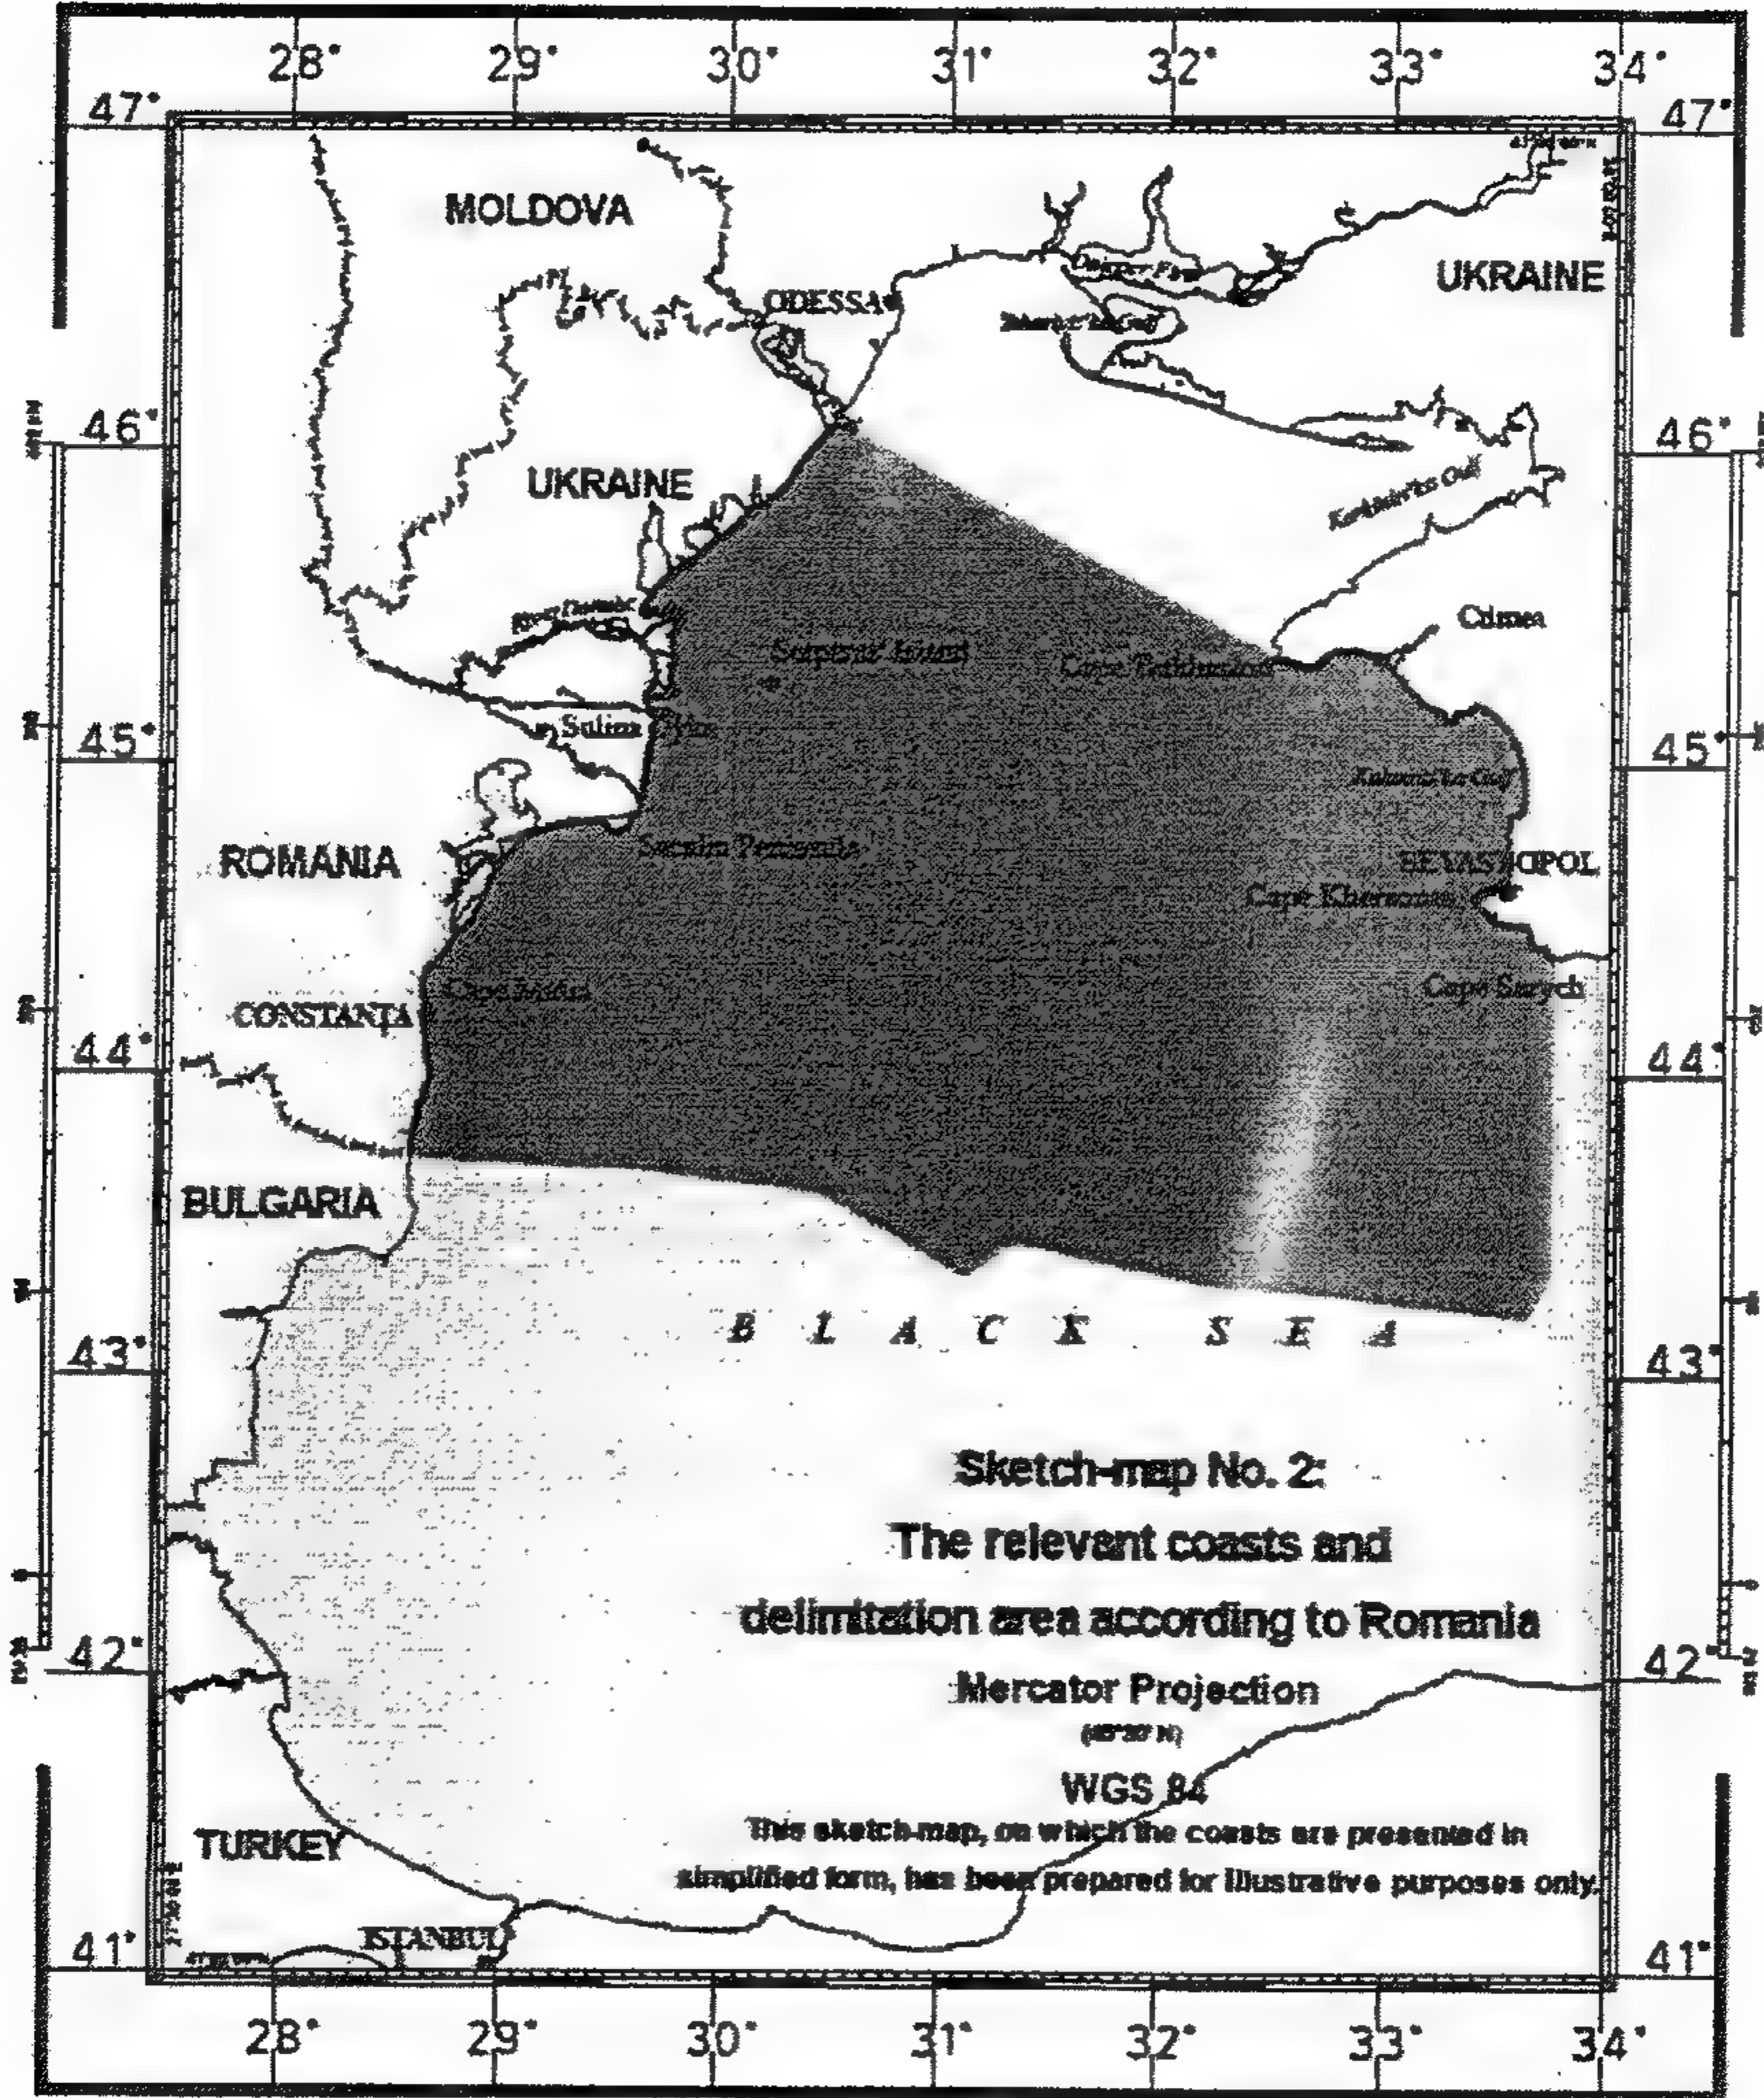 28° 29° 30° 31° 32° 33° 34°
47° 47°
MOLDOVA
UKRAINE
ODESSA
46° 46°
UKRAINE
Crimea
45° 45°
Sulina
ROMANIA
Sacalin Peninsula
SEVASTOPOL
Cape Khersones
Cape Sarych
CONSTANTA
44° 44°
BULGARIA
BLACK SEA
43° 43°
Sketch-map No. 2:
The relevant coasts and
delimitation area according to Romania
42° 42°
Mercator Projection
WGS 84
TURKEY
This sketch-map, on which the coasts are presented in
simplified form, has been prepared for illustrative purposes only.
ISTANBUL
41° 41°
28° 29° 30° 31° 32° 33° 34°